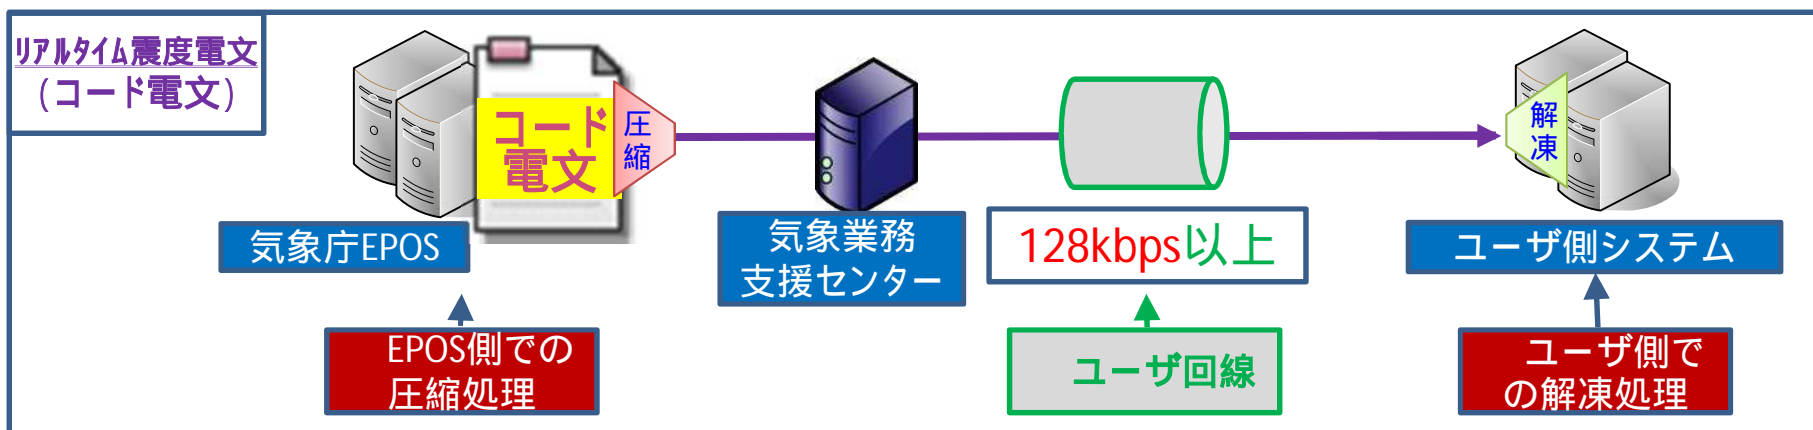 リアルタイム震度電文
(コード電文)
コード
電文
圧
縮
解
凍
気象庁EPOS
気象業務
支援センター
128kbps以上
ユーザ側システム
EPOS側での
圧縮処理
ユーザ回線
ユーザ側で
の解凍処理